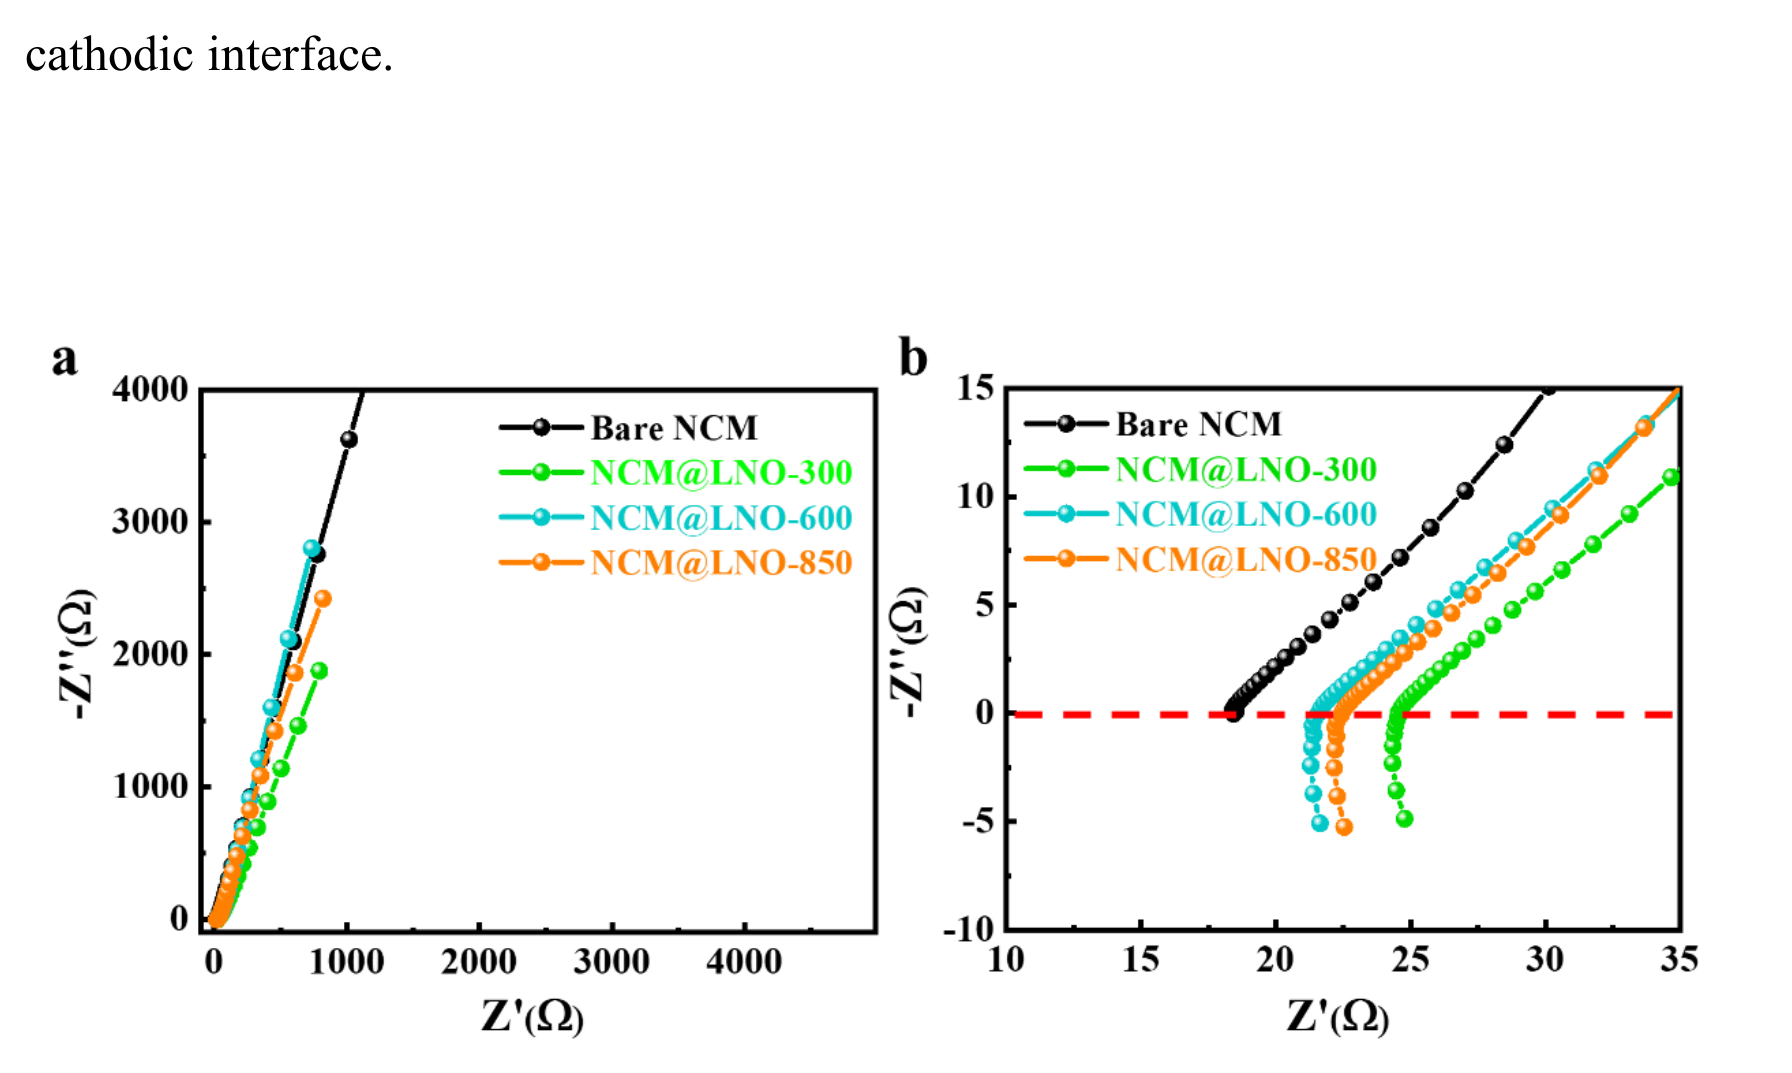 cathodic interface.
a
4000
3000
2000
1000
0
0 1000 2000 3000 4000
-Z''(Ω)
Z'(Ω)
Bare NCM
NCM@LNO-300
NCM@LNO-600
NCM@LNO-850
b
15
10
5
0
-5
-10
10 15 20 25 30 35
-Z''(Ω)
Z'(Ω)
Bare NCM
NCM@LNO-300
NCM@LNO-600
NCM@LNO-850